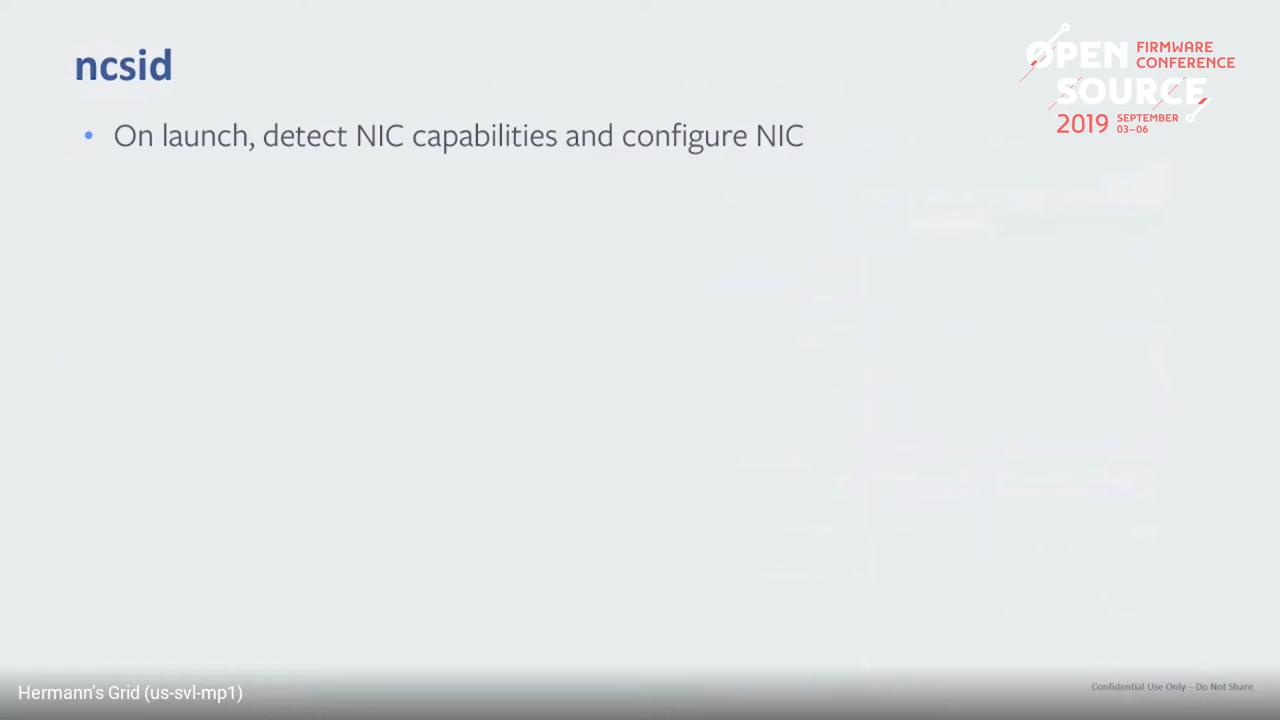 ncsid
• On launch, detect NIC capabilities and configure NIC
OPEN
SOURCE
FIRMWARE
CONFERENCE
2019
SEPTEMBER
03–06
Hermann's Grid (us-svl-mp1)
Confidential Use Only – Do Not Share